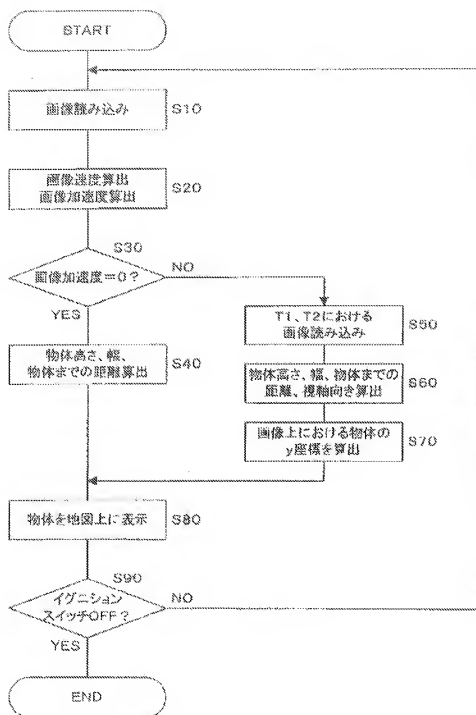 START
画像読み込み
S10
画像速度算出
画像加速度算出
S20
S30
画像加速度=0?
NO
YES
T1、T2における
画像読み込み
S50
物体高さ、幅、
物体までの距離算出
S40
物体高さ、幅、物体までの
距離、視軸向き算出
S60
画像上における物体の
y座標を算出
S70
物体を地図上に表示
S80
S90
イグニション
スイッチOFF?
NO
YES
END